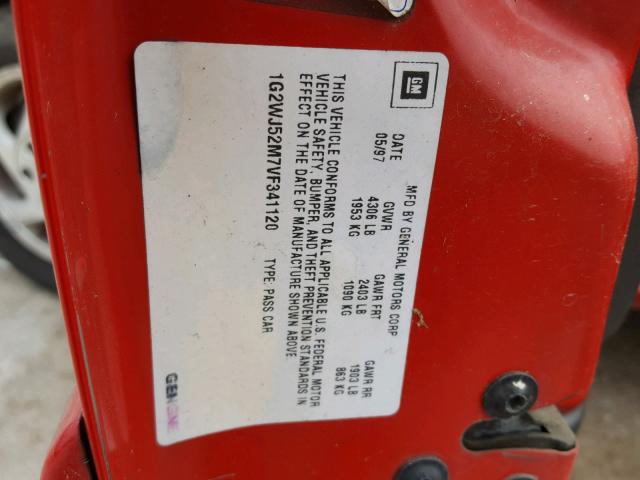 GM
MFD BY GENERAL MOTORS CORP
DATE GVWR GAWR FRT GAWR RR
05/97 4306 LB 2403 LB 1903 LB
1953 KG 1090 KG 863 KG
THIS VEHICLE CONFORMS TO ALL APPLICABLE U.S. FEDERAL MOTOR
VEHICLE SAFETY, BUMPER, AND THEFT PREVENTION STANDARDS IN
EFFECT ON THE DATE OF MANUFACTURE SHOWN ABOVE.
1G2WJ52M7VF341120 TYPE: PASS CAR